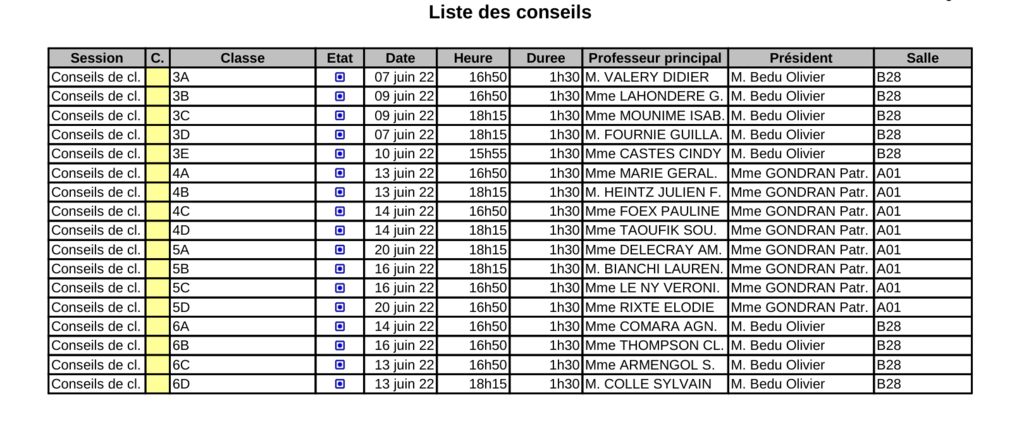 Liste des conseils
Session C. Classe Etat Date Heure Duree Professeur principal Président Salle
Conseils de cl. 3A 07 juin 22 16h50 1h30 M. VALERY DIDIER M. Bedu Olivier B28
Conseils de cl. 3B 09 juin 22 16h50 1h30 Mme LAHONDERE G. M. Bedu Olivier B28
Conseils de cl. 3C 09 juin 22 18h15 1h30 Mme MOUNIME ISAB. M. Bedu Olivier B28
Conseils de cl. 3D 07 juin 22 18h15 1h30 M. FOURNIE GUILLA. M. Bedu Olivier B28
Conseils de cl. 3E 10 juin 22 15h55 1h30 Mme CASTES CINDY M. Bedu Olivier B28
Conseils de cl. 4A 13 juin 22 16h50 1h30 Mme MARIE GERAL. Mme GONDRAN Patr. A01
Conseils de cl. 4B 13 juin 22 18h15 1h30 M. HEINTZ JULIEN F. Mme GONDRAN Patr. A01
Conseils de cl. 4C 14 juin 22 16h50 1h30 Mme FOEX PAULINE Mme GONDRAN Patr. A01
Conseils de cl. 4D 14 juin 22 18h15 1h30 Mme TAOUFIK SOU. Mme GONDRAN Patr. A01
Conseils de cl. 5A 20 juin 22 18h15 1h30 Mme DELECRAY AM. Mme GONDRAN Patr. A01
Conseils de cl. 5B 16 juin 22 18h15 1h30 M. BIANCHI LAUREN. Mme GONDRAN Patr. A01
Conseils de cl. 5C 16 juin 22 16h50 1h30 Mme LE NY VERONI. Mme GONDRAN Patr. A01
Conseils de cl. 5D 20 juin 22 16h50 1h30 Mme RIXTE ELODIE Mme GONDRAN Patr. A01
Conseils de cl. 6A 14 juin 22 16h50 1h30 Mme COMARA AGN. M. Bedu Olivier B28
Conseils de cl. 6B 16 juin 22 16h50 1h30 Mme THOMPSON CL. M. Bedu Olivier B28
Conseils de cl. 6C 13 juin 22 16h50 1h30 Mme ARMENGOL S. M. Bedu Olivier B28
Conseils de cl. 6D 13 juin 22 18h15 1h30 M. COLLE SYLVAIN M. Bedu Olivier B28